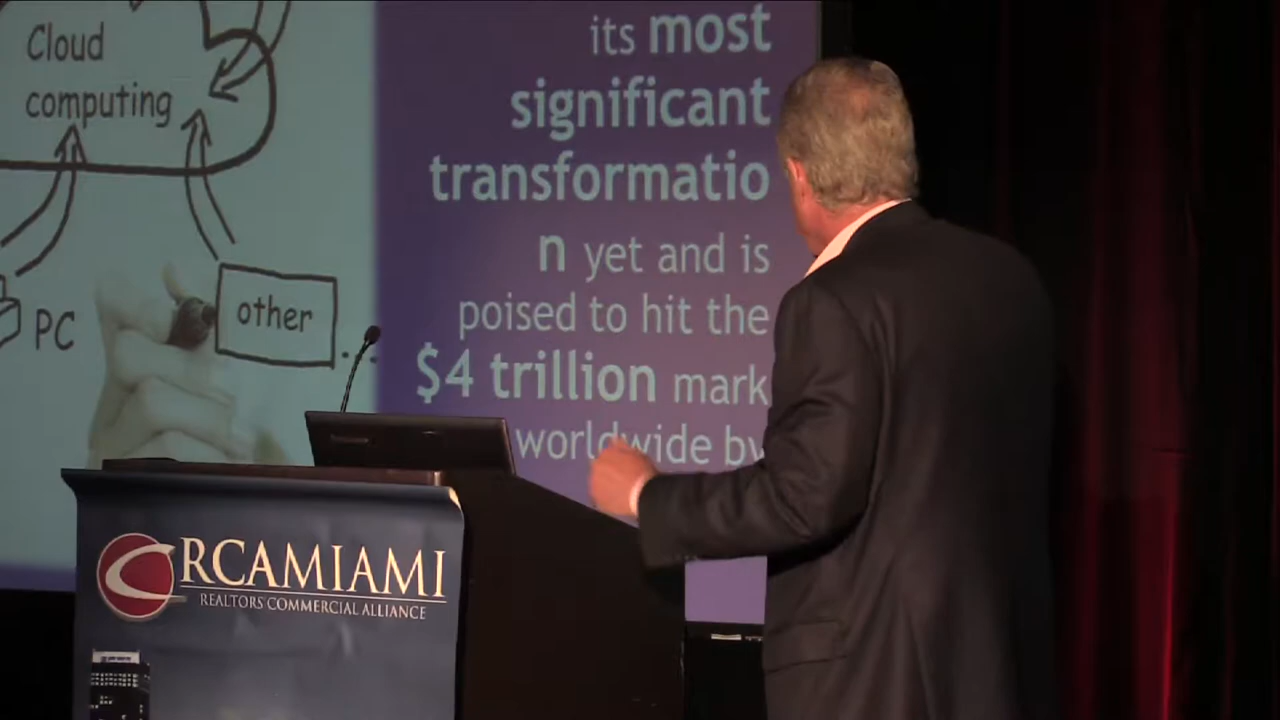 Cloud
computing
PC
other
...
its most
significant
transformatio
n yet and is
poised to hit the
$4 trillion mark
worldwide by
RCAMIAMI
REALTORS COMMERCIAL ALLIANCE